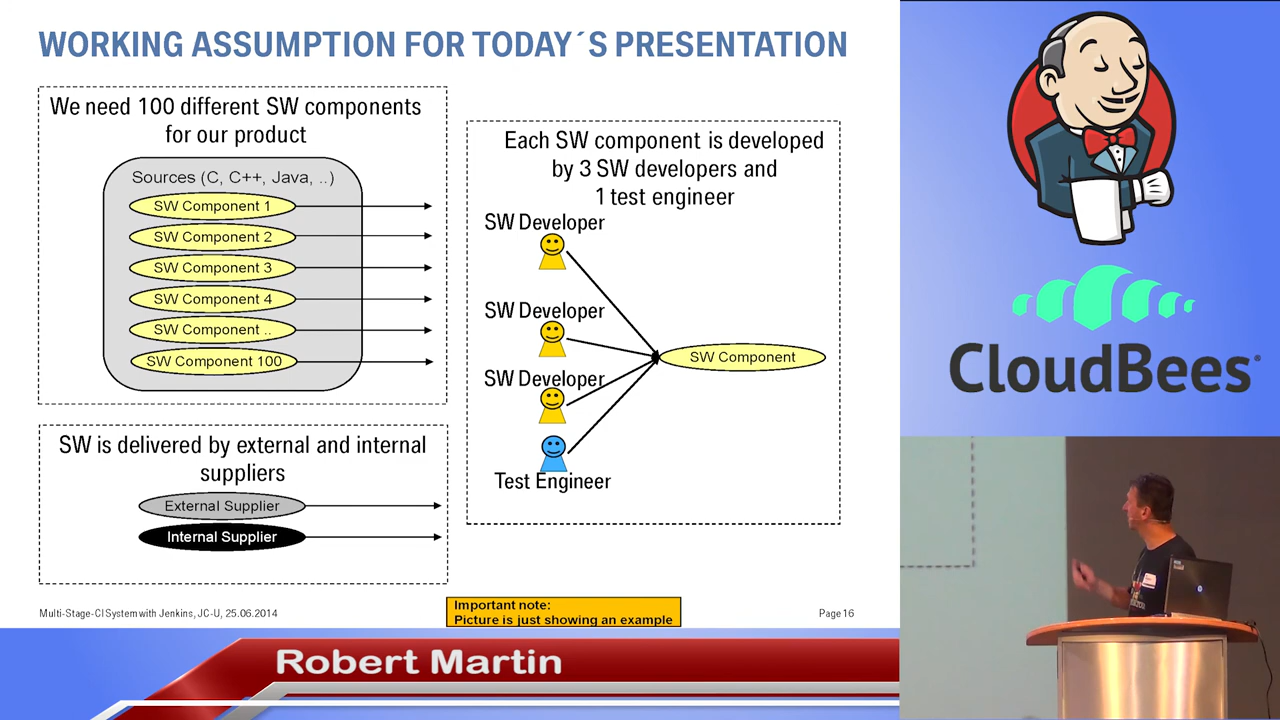 WORKING ASSUMPTION FOR TODAY´S PRESENTATION
We need 100 different SW components
for our product
Sources (C, C++, Java, ..)
SW Component 1
SW Component 2
SW Component 3
SW Component 4
SW Component ..
SW Component 100
SW is delivered by external and internal
suppliers
External Supplier
Internal Supplier
Each SW component is developed
by 3 SW developers and
1 test engineer
SW Developer
SW Developer
SW Developer
SW Component
Test Engineer
Multi-Stage-CI System with Jenkins, JC-U, 25.06.2014
Important note:
Picture is just showing an example
Page 16
Robert Martin
CloudBees